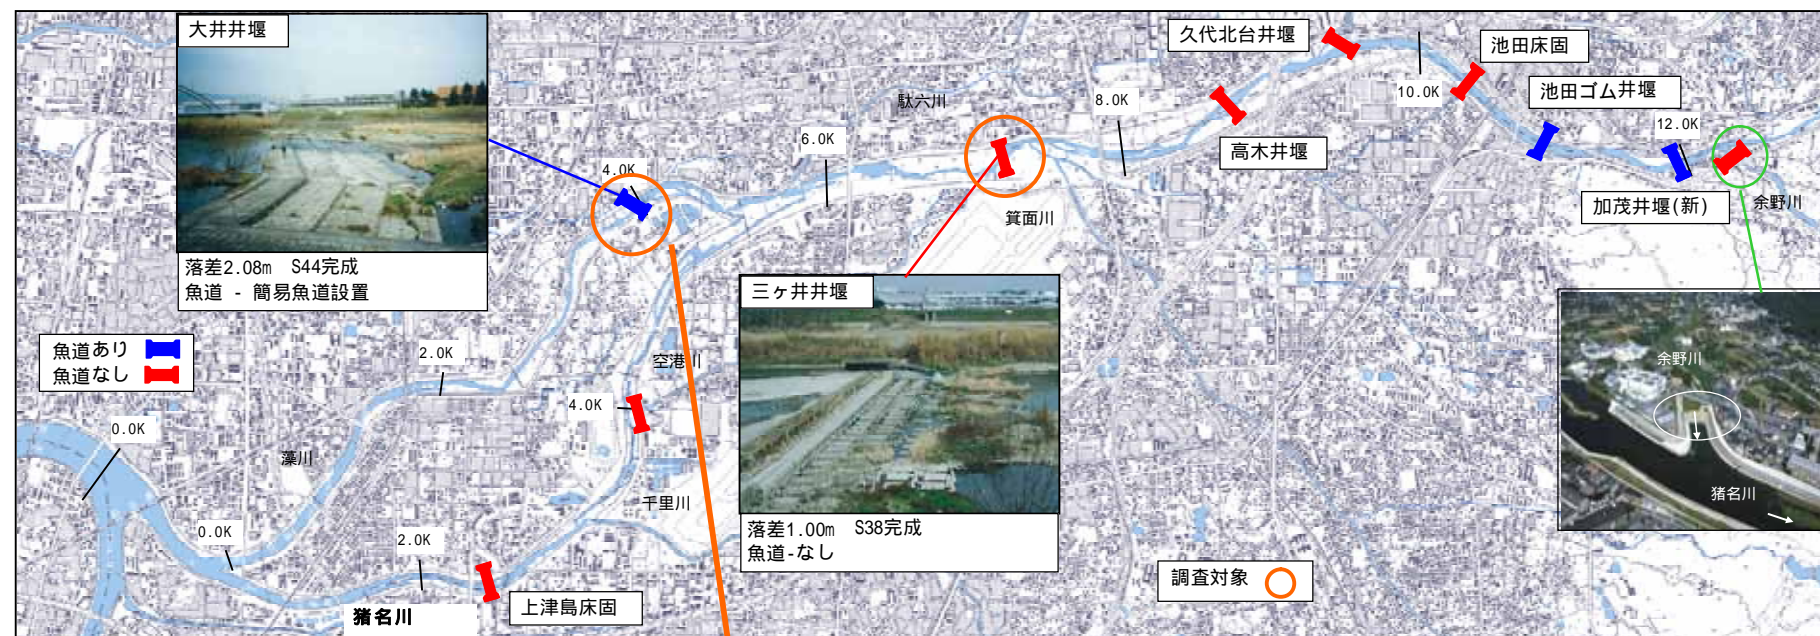 大井井堰
落差2.08m S44完成
魚道 - 簡易魚道設置
魚道あり
魚道なし
0.0K
藻川
2.0K
4.0K
0.0K
2.0K
猪名川
上津島床固
4.0K
空港川
千里川
6.0K
駄六川
三ヶ井井堰
落差1.00m S38完成
魚道-なし
箕面川
8.0K
久代北台井堰
高木井堰
10.0K
池田床固
池田ゴム井堰
12.0K
加茂井堰(新)
余野川
調査対象
余野川
猪名川